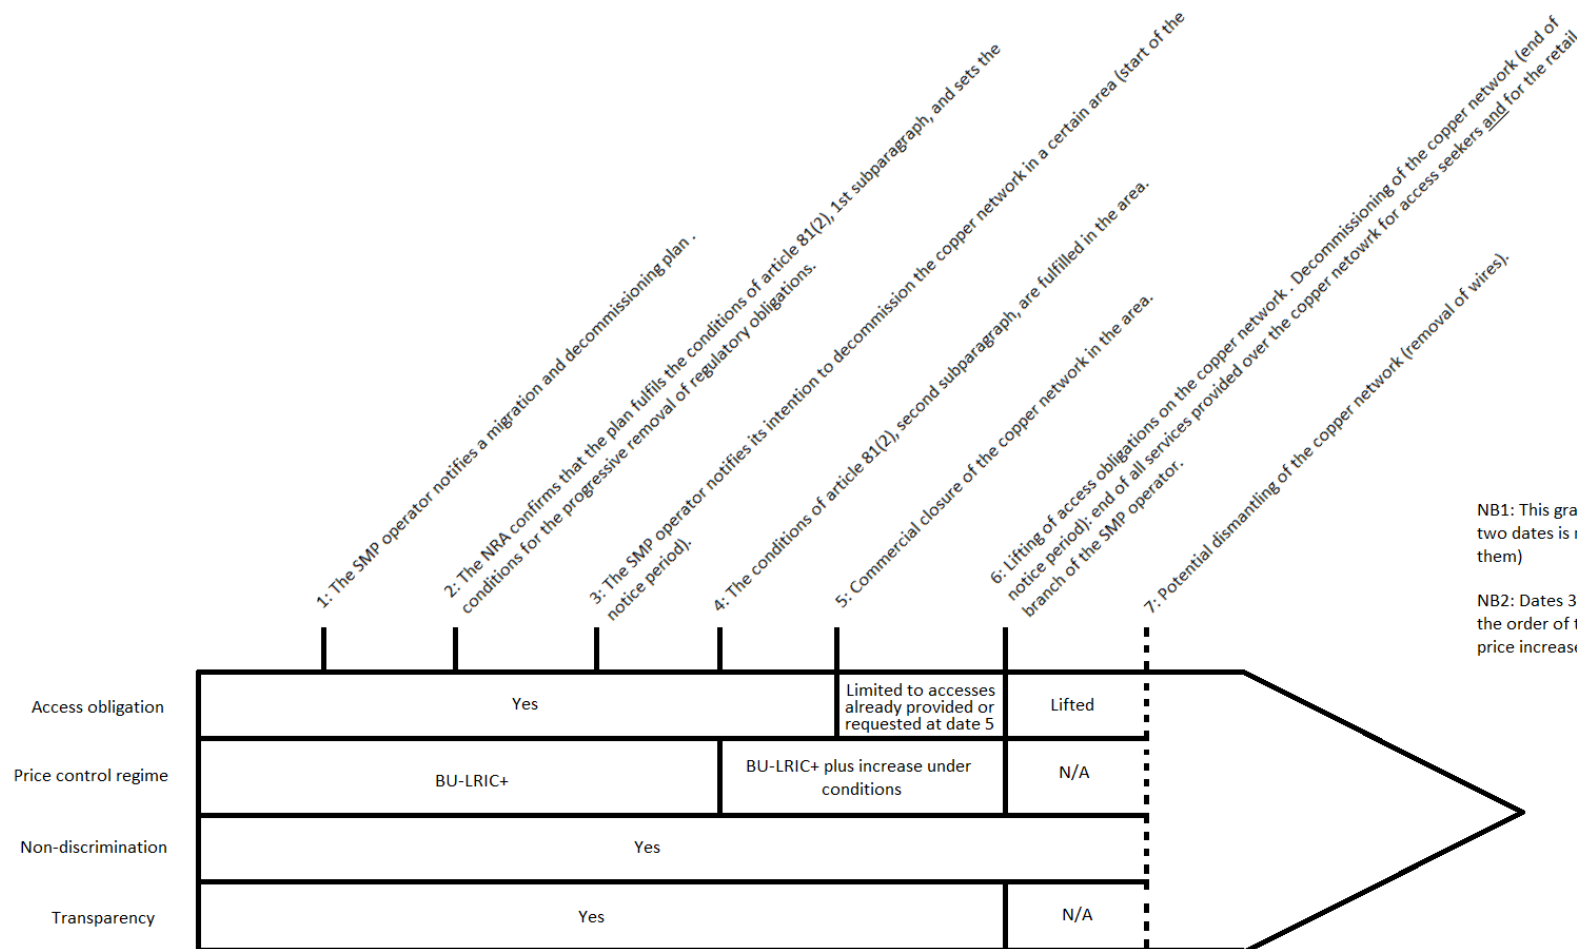 1: The SMP operator notifies a migration and decommissioning plan .
2: The NRA confirms that the plan fulfils the conditions of article 81(2), 1st subparagraph, and sets the
conditions for the progressive removal of regulatory obligations.
3: The SMP operator notifies its intention to decommission the copper network in a certain area (start of the
notice period).
4: The conditions of article 81(2), second subparagraph, are fulfilled in the area.
5: Commercial closure of the copper network in the area.
6: Lifting of access obligations on the copper network . Decommissioning of the copper network (end of
notice period): end of all services provided over the copper netowrk for access seekers and for the retail
branch of the SMP operator.
7: Potential dismantling of the copper network (removal of wires).
NB1: This gra
two dates is
them)
NB2: Dates 3
the order of
price increase
Access obligation
Yes
Limited to accesses
already provided or
requested at date 5
Lifted
Price control regime
BU-LRIC+
BU-LRIC+ plus increase under
conditions
N/A
Non-discrimination
Yes
Transparency
Yes
N/A